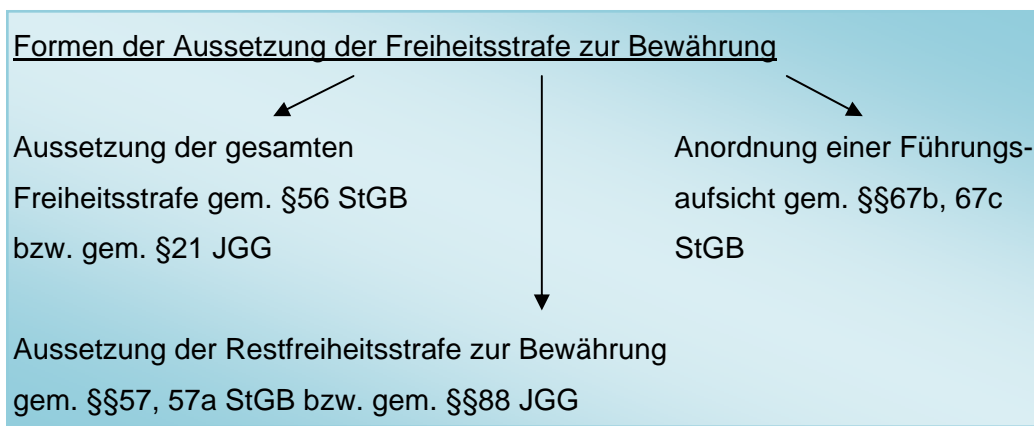 Formen der Aussetzung der Freiheitsstrafe zur Bewährung
Aussetzung der gesamten
Freiheitsstrafe gem. §56 StGB
bzw. gem. §21 JGG
Anordnung einer Führungs-
aufsicht gem. §§67b, 67c
StGB
Aussetzung der Restfreiheitsstrafe zur Bewährung
gem. §§57, 57a StGB bzw. gem. §§88 JGG